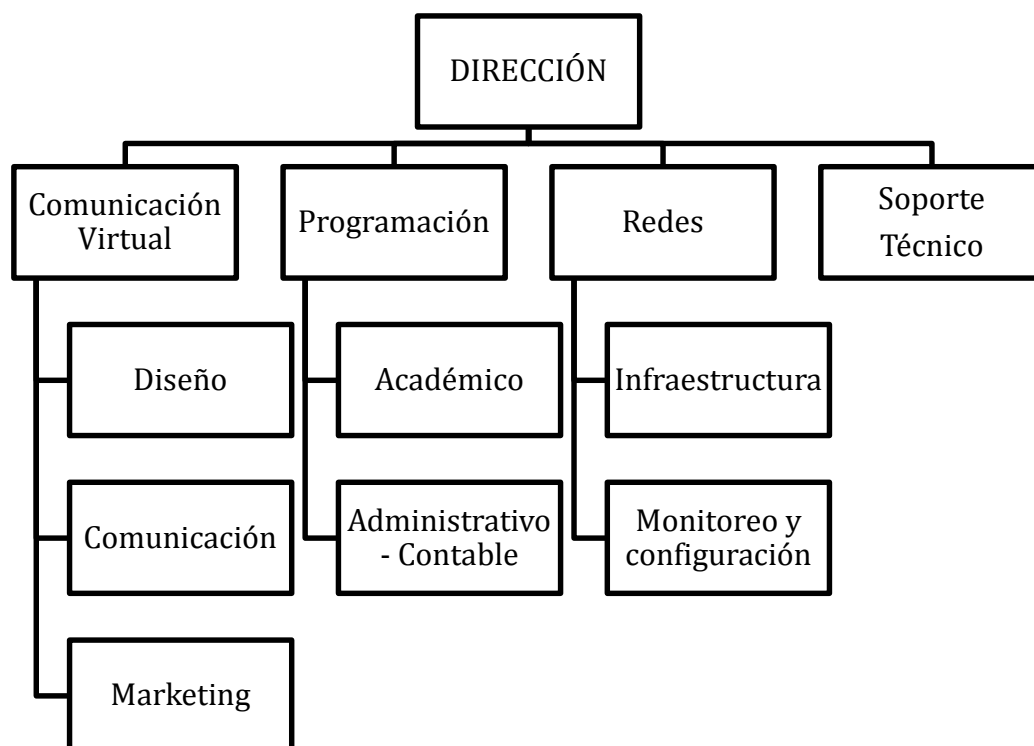 DIRECCIÓN
Comunicación
Virtual
Programación
Redes
Soporte
Técnico
Diseño
Académico
Infraestructura
Comunicación
Administrativo
- Contable
Monitoreo y
configuración
Marketing